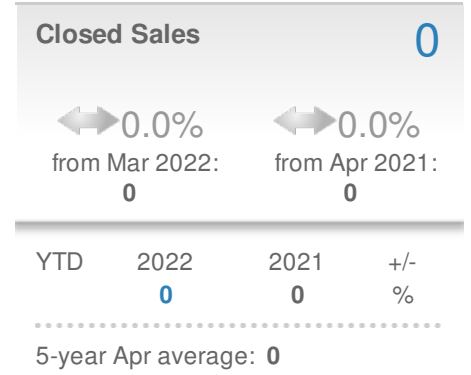 Closed Sales 0
0.0% 0.0%
from Mar 2022: from Apr 2021:
0 0
YTD 2022 2021 +/-
0 0 %
5-year Apr average: 0